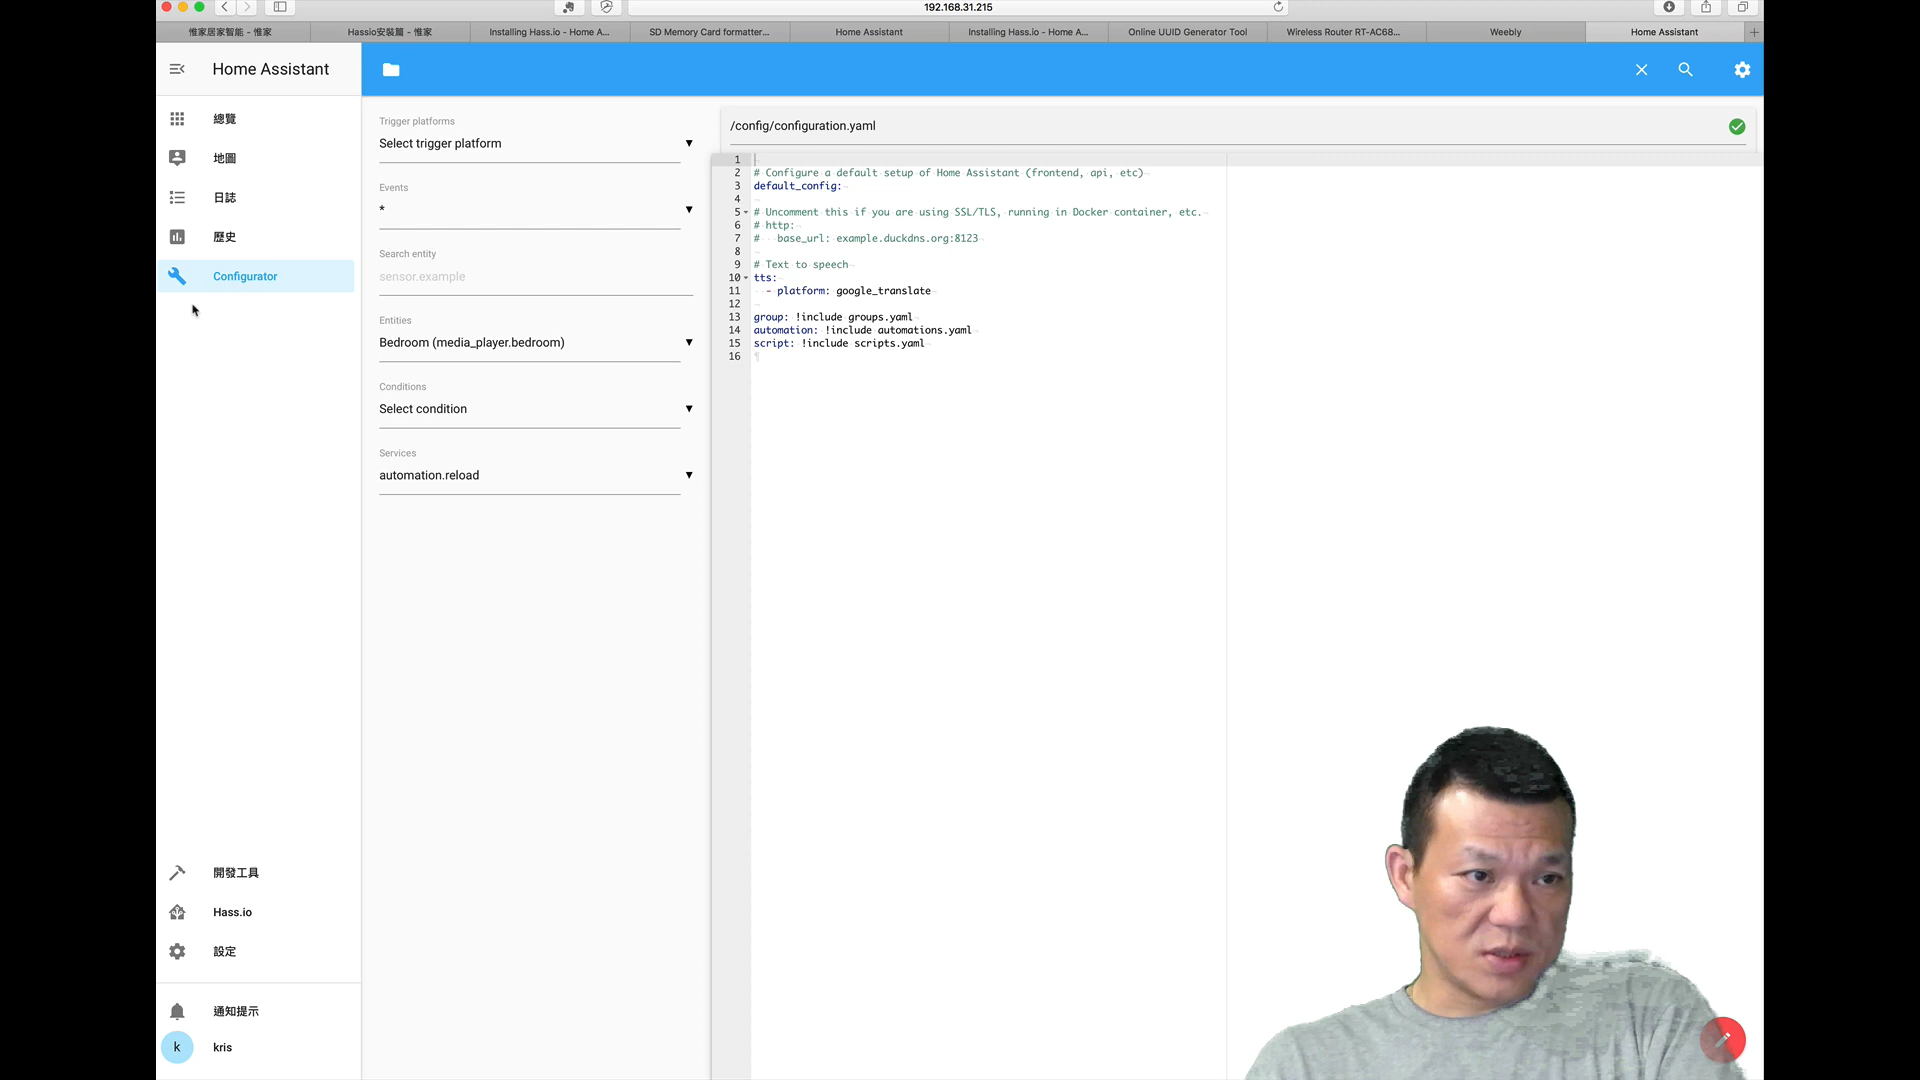 192.168.31.215
惟家居家智能 - 惟家
Hassio安裝篇 - 惟家
Installing Hass.io - Home A...
SD Memory Card formatter...
Home Assistant
Installing Hass.io - Home A...
Online UUID Generator Tool
Wireless Router RT-AC68...
Weebly
Home Assistant
Home Assistant
總覽
地圖
日誌
歷史
Configurator
開發工具
Hass.io
設定
通知提示
k
kris
Trigger platforms
Select trigger platform
Events
*
Search entity
sensor.example
Entities
Bedroom (media_player.bedroom)
Conditions
Select condition
Services
automation.reload
/config/configuration.yaml
1
2 # Configure a default setup of Home Assistant (frontend, api, etc)
3 default_config:
4
5 # Uncomment this if you are using SSL/TLS, running in Docker container, etc.
6 # http:
7 #   base_url: example.duckdns.org:8123
8
9 # Text to speech
10 tts:
11   - platform: google_translate
12
13 group: !include groups.yaml
14 automation: !include automations.yaml
15 script: !include scripts.yaml
16